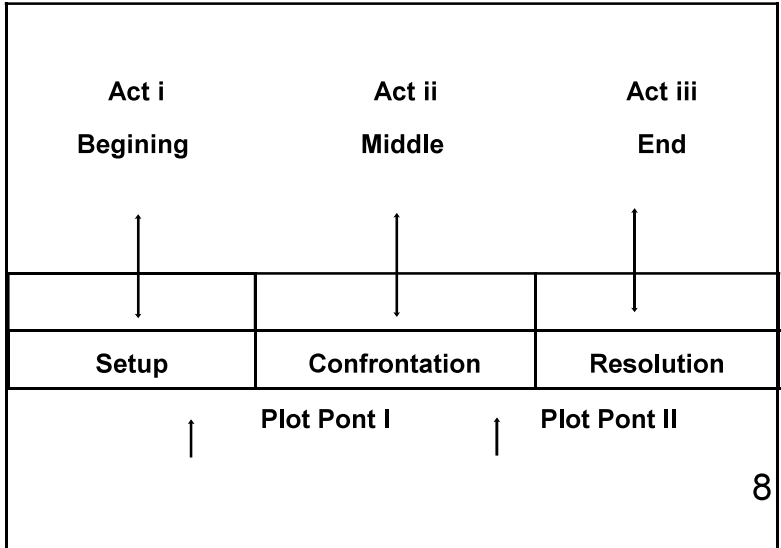 Act i Act ii Act iii
Begining Middle End
Setup Confrontation Resolution
Plot Pont I Plot Pont II
8